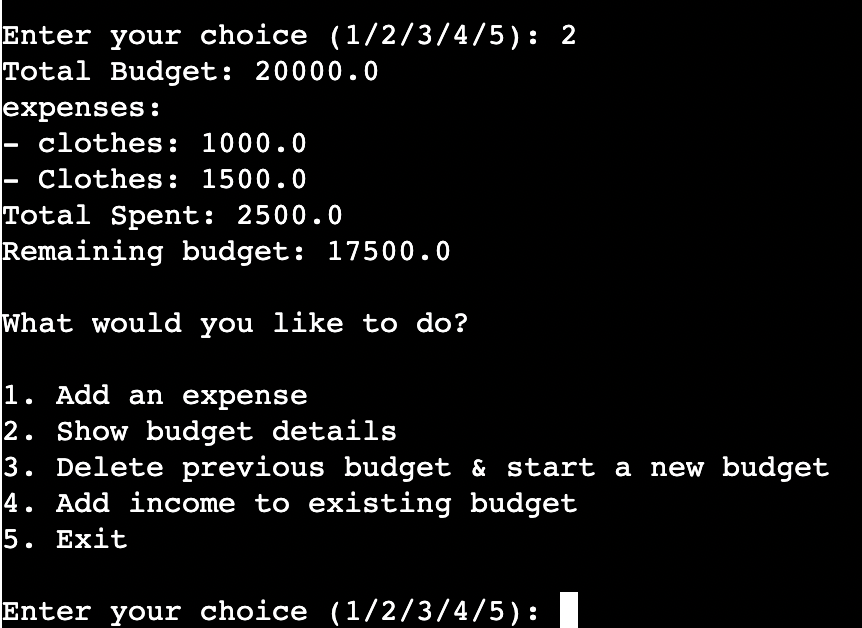 Enter your choice (1/2/3/4/5): 2
Total Budget: 20000.0
expenses:
- clothes: 1000.0
- Clothes: 1500.0
Total Spent: 2500.0
Remaining budget: 17500.0
What would you like to do?
1. Add an expense
2. Show budget details
3. Delete previous budget & start a new budget
4. Add income to existing budget
5. Exit
Enter your choice (1/2/3/4/5):